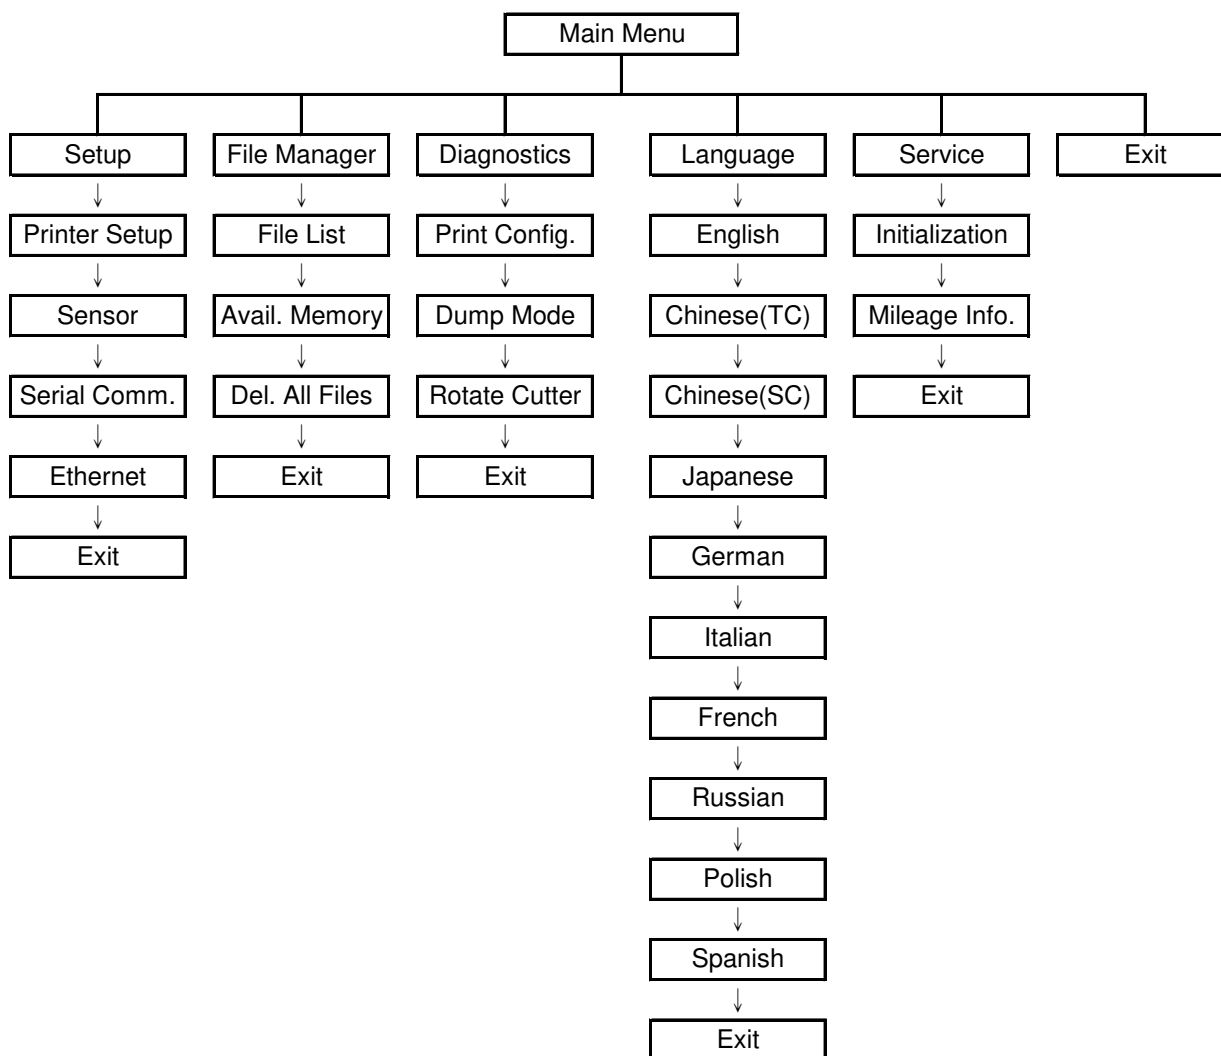 Main Menu
Setup
File Manager
Diagnostics
Language
Service
Exit
Printer Setup
File List
Print Config.
English
Initialization
Sensor
Avail. Memory
Dump Mode
Chinese(TC)
Mileage Info.
Serial Comm.
Del. All Files
Rotate Cutter
Chinese(SC)
Exit
Ethernet
Exit
Exit
Japanese
Exit
German
Italian
French
Russian
Polish
Spanish
Exit